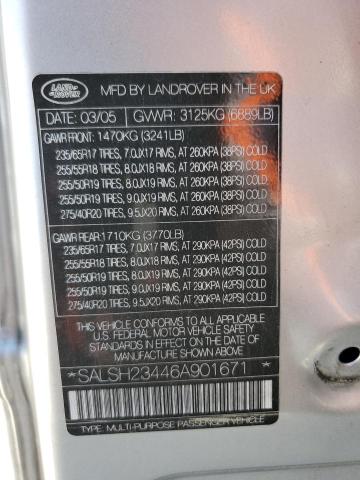 LAND
ROVER
MFD BY LANDROVER IN THE UK
DATE: 03/05 GVWR: 3125KG (6889LB)
GAWR FRONT: 1470KG (3241LB)
235/65R17 TIRES, 7.0JX17 RIMS, AT 260KPA (38PSI) COLD
255/55R18 TIRES, 8.0JX18 RIMS, AT 260KPA (38PSI) COLD
255/50R19 TIRES, 8.0JX19 RIMS, AT 260KPA (38PSI) COLD
255/50R19 TIRES, 9.0JX19 RIMS, AT 260KPA (38PSI) COLD
275/40R20 TIRES, 9.5JX20 RIMS, AT 260KPA (38PSI) COLD
GAWR REAR: 1710KG (3770LB)
235/65R17 TIRES, 7.0JX17 RIMS, AT 290KPA (42PSI) COLD
255/55R18 TIRES, 8.0JX18 RIMS, AT 290KPA (42PSI) COLD
255/50R19 TIRES, 8.0JX19 RIMS, AT 290KPA (42PSI) COLD
255/50R19 TIRES, 9.0JX19 RIMS, AT 290KPA (42PSI) COLD
275/40R20 TIRES, 9.5JX20 RIMS, AT 290KPA (42PSI) COLD
THIS VEHICLE CONFORMS TO ALL APPLICABLE
U.S. FEDERAL MOTOR VEHICLE SAFETY STANDARDS
IN EFFECT ON THE DATE OF MANUFACTURE SHOWN ABOVE
*SALSH23446A901671*
TYPE: MULTI-PURPOSE PASSENGER VEHICLE